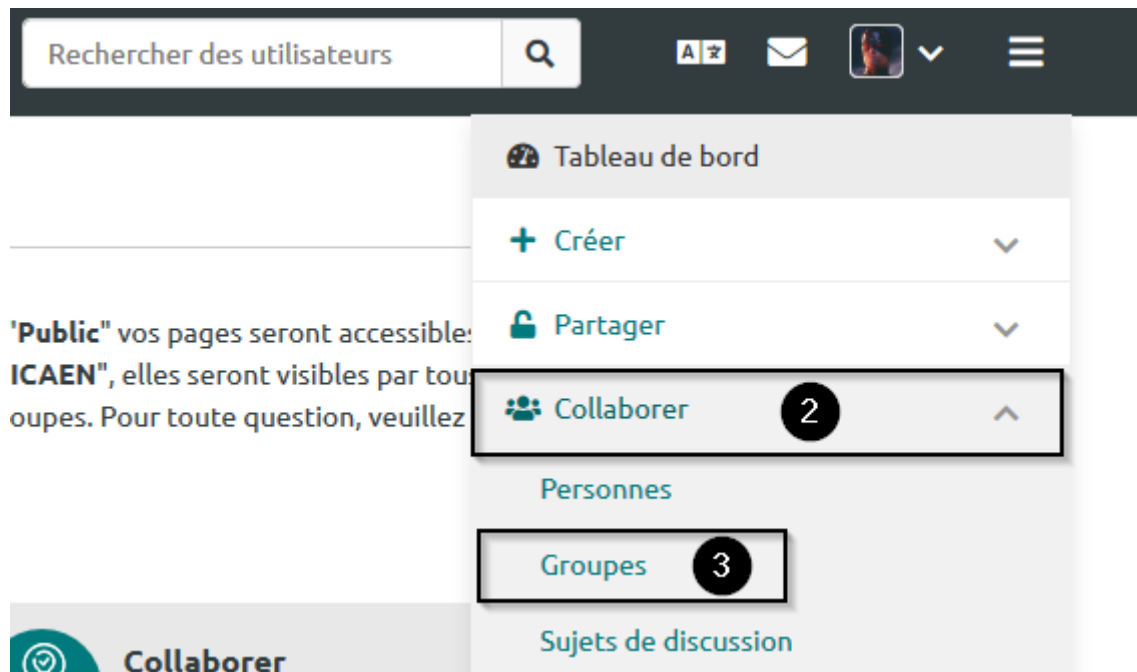 Rechercher des utilisateurs
Tableau de bord
Créer
Partager
Collaborer 2
Personnes
Groupes 3
Sujets de discussion
"Public" vos pages seront accessibles
ICAEN", elles seront visibles par tous
oupes. Pour toute question, veuillez
Collaborer